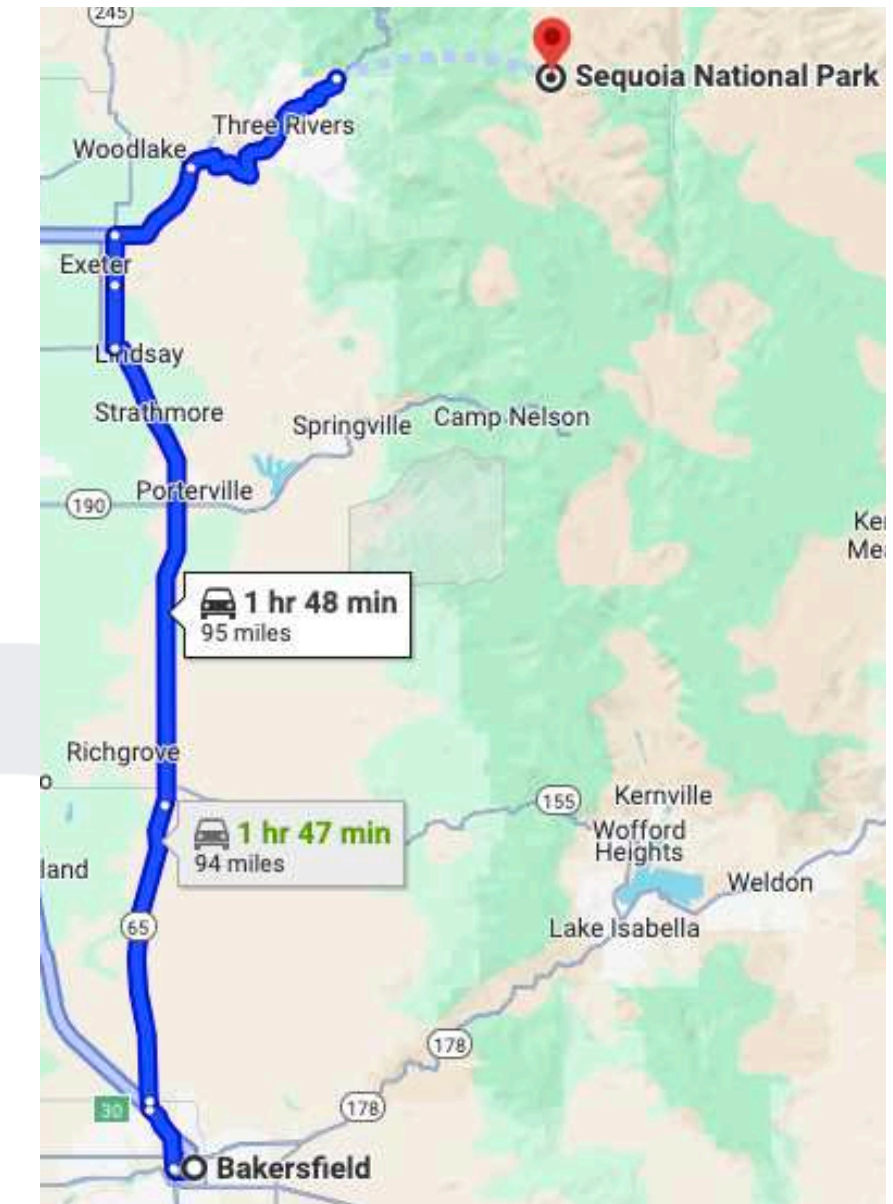 245
Sequoia National Park
Three Rivers
Woodlake
Exeter
Lindsay
Strathmore
Springville
Camp Nelson
Porterville
190
1 hr 48 min
95 miles
Richgrove
1 hr 47 min
94 miles
155
Kernville
Wofford
Heights
Weldon
65
Lake Isabella
178
30
178
Bakersfield